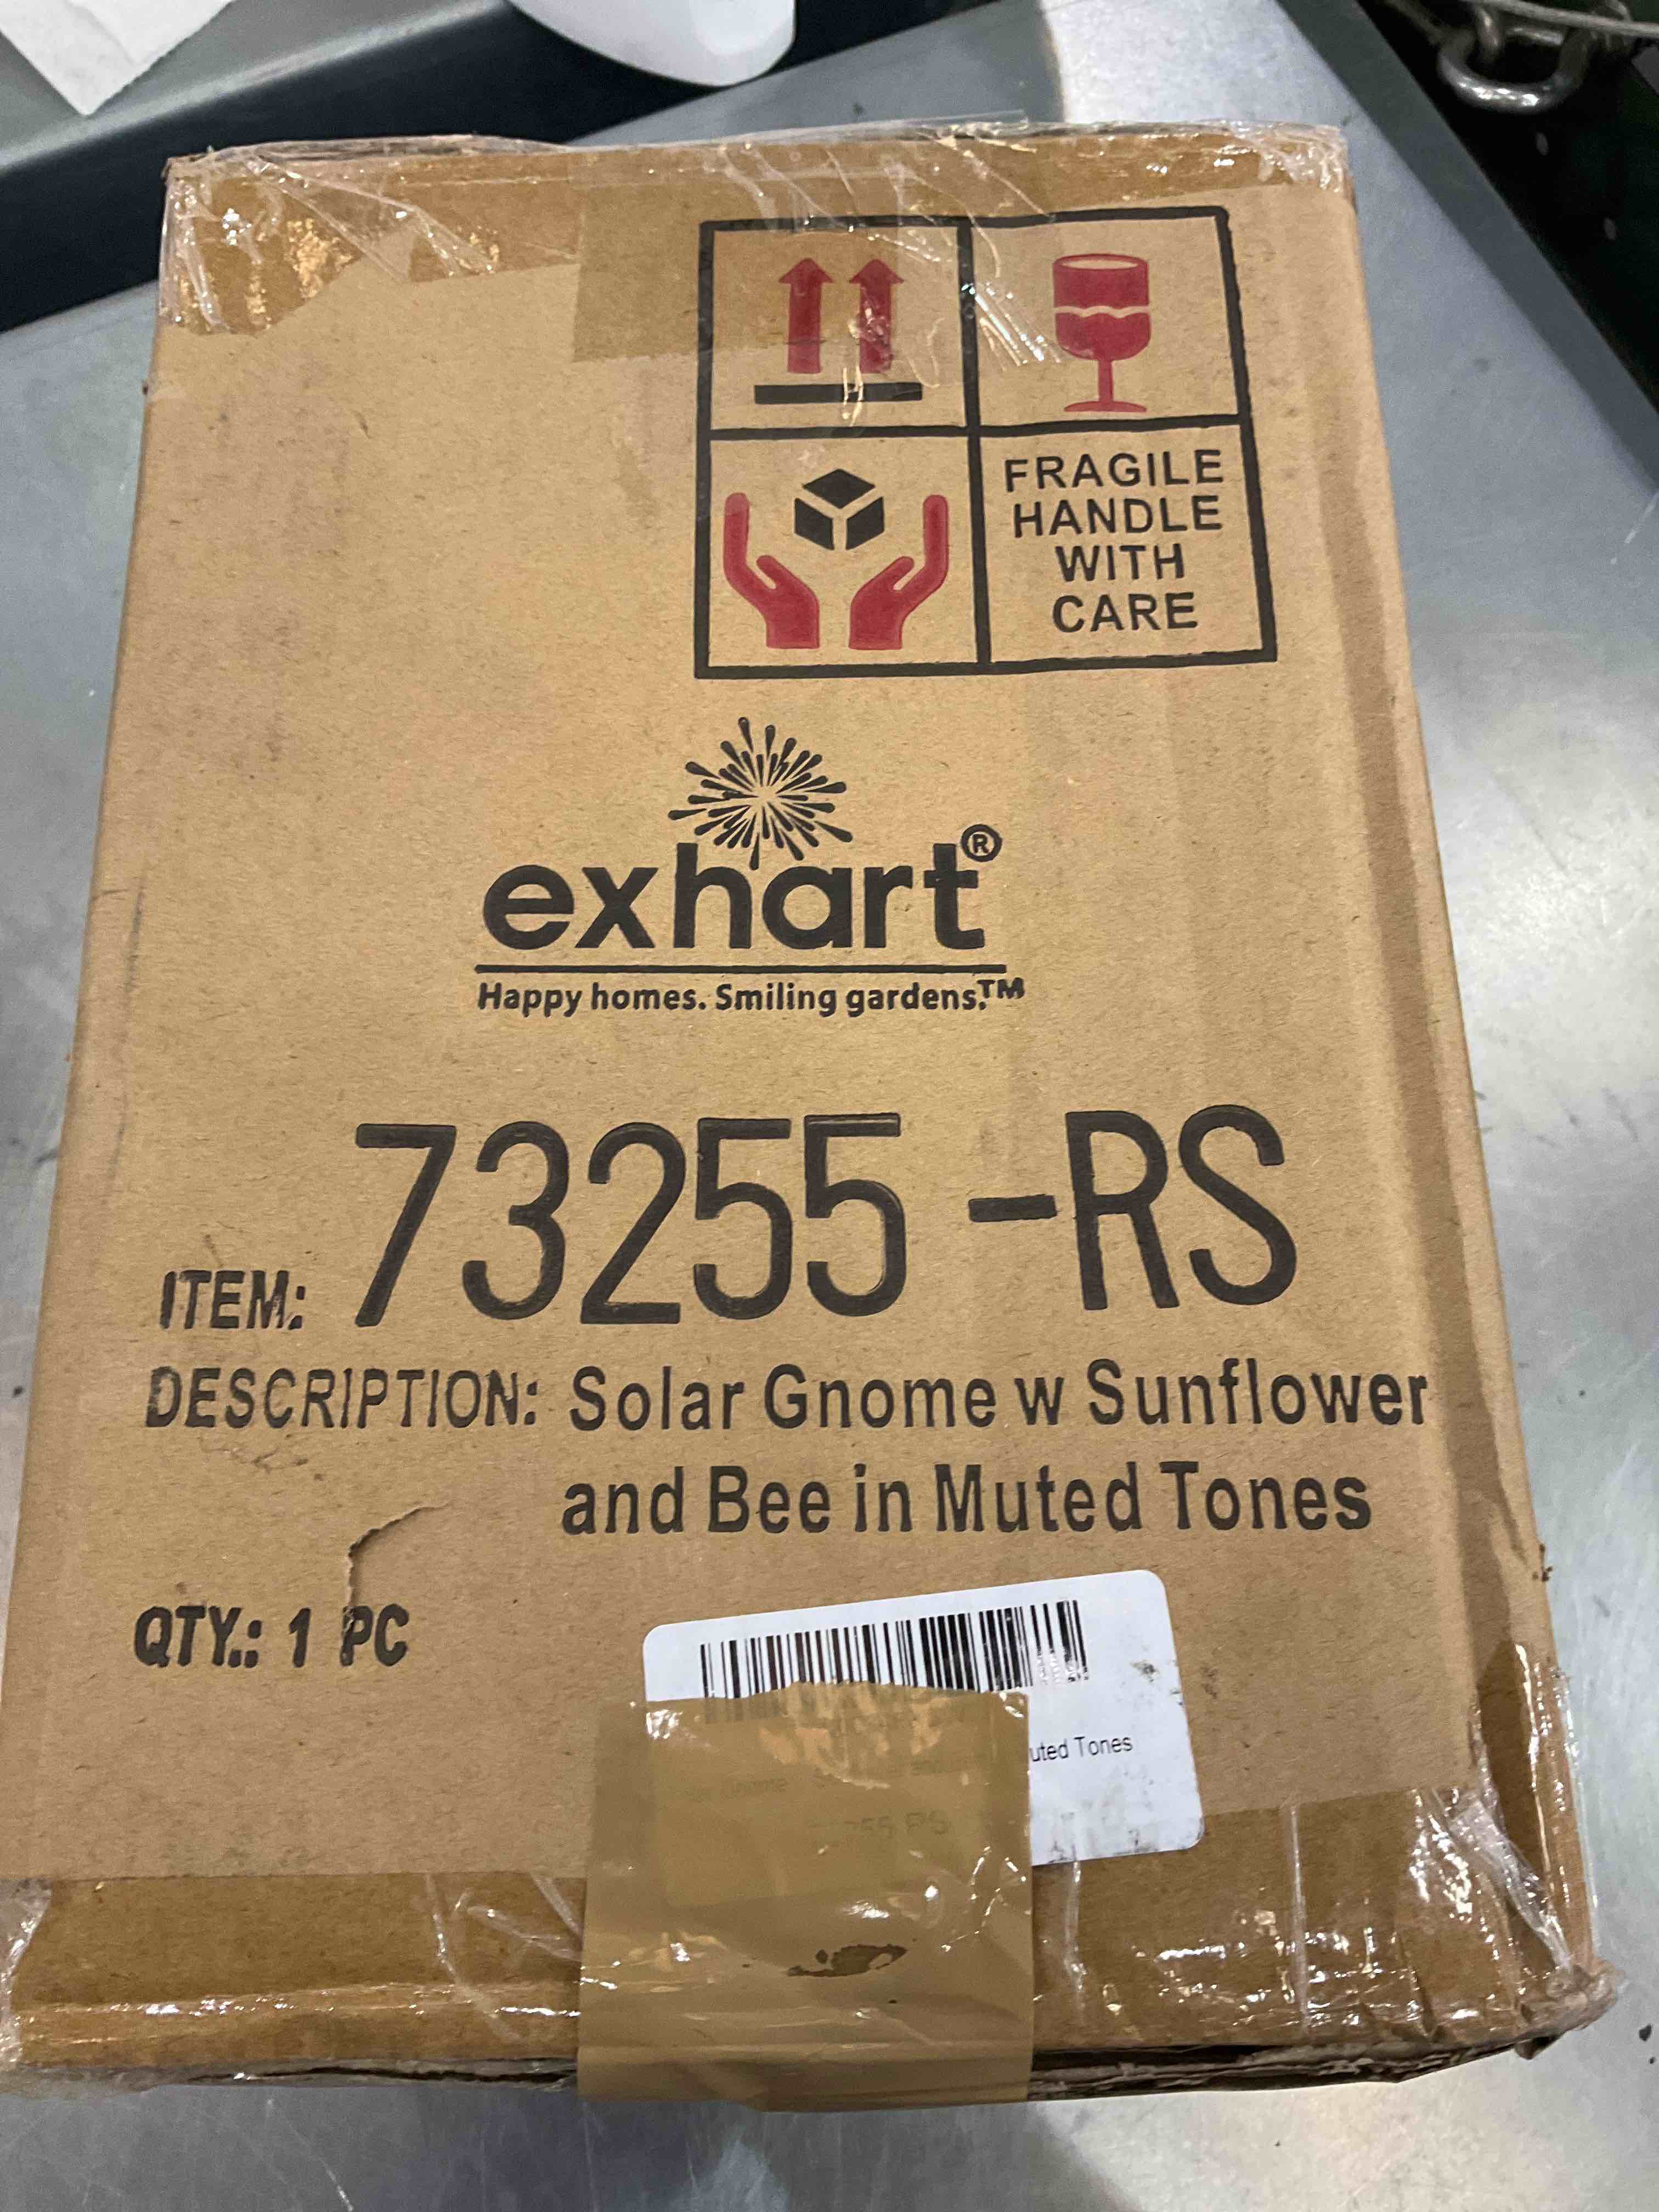 FRAGILE
HANDLE
WITH
CARE
exhart®
Happy homes. Smiling gardens.™
ITEM: 73255-RS
DESCRIPTION: Solar Gnome w Sunflower
and Bee in Muted Tones
QTY.: 1 PC
Tones